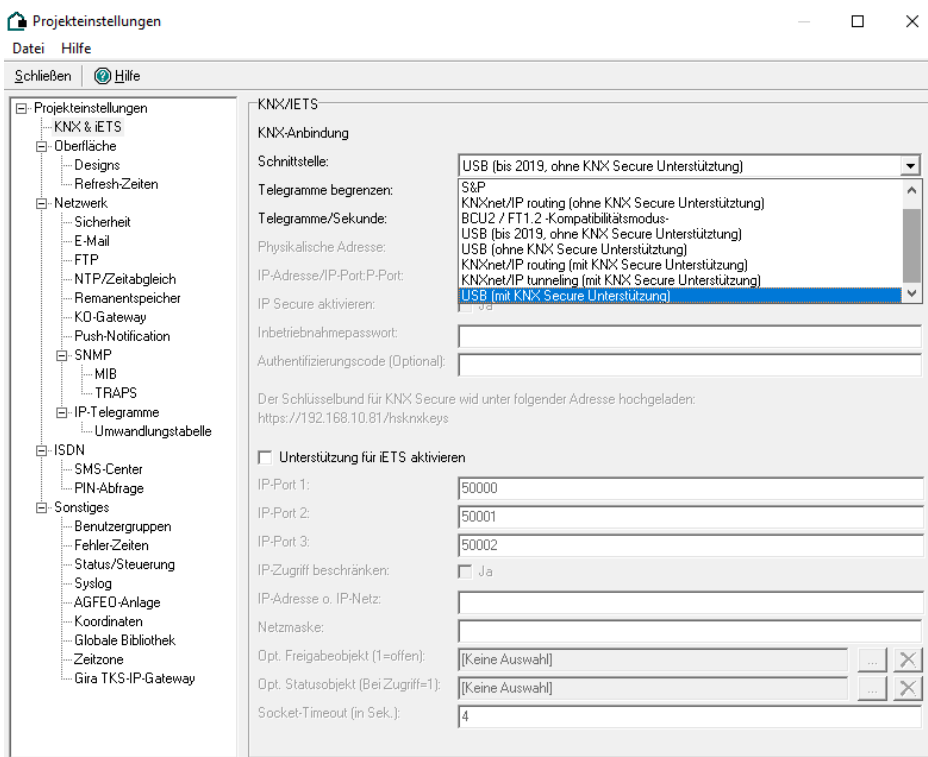 Projekteinstellungen
Datei Hilfe
Schließen Hilfe
Projekteinstellungen
KNX & iETS
Oberfläche
Designs
Refresh-Zeiten
Netzwerk
Sicherheit
E-Mail
FTP
NTP/Zeitabgleich
Remanentspeicher
KO-Gateway
Push-Notification
SNMP
MIB
TRAPS
IP-Telegramme
Umwandlungstabelle
ISDN
SMS-Center
PIN-Abfrage
Sonstiges
Benutzergruppen
Fehler-Zeiten
Status/Steuerung
Syslog
AGFEO-Anlage
Koordinaten
Globale Bibliothek
Zeitzone
Gira TKS-IP-Gateway
KNX/IETS
KNX-Anbindung
Schnittstelle: USB (bis 2019, ohne KNX Secure Unterstütztung)
Telegramme begrenzen:
Telegramme/Sekunde:
Physikalische Adresse:
IP-Adresse/IP-Port:P-Port:
IP Secure aktivieren: Ja
S&P
KNXnet/IP routing (ohne KNX Secure Unterstützung)
BCU2 / FT1.2 -Kompatibilitätsmodus-
USB (bis 2019, ohne KNX Secure Unterstütztung)
USB (ohne KNX Secure Unterstützung)
KNXnet/IP routing (mit KNX Secure Unterstützung)
KNXnet/IP tunneling (mit KNX Secure Unterstützung)
USB (mit KNX Secure Unterstützung)
Inbetriebnahmepasswort:
Authentifizierungscode (Optional):
Der Schlüsselbund für KNX Secure wid unter folgender Adresse hochgeladen:
https://192.168.10.81/hsknxkeys
Unterstützung für iETS aktivieren
IP-Port 1: 50000
IP-Port 2: 50001
IP-Port 3: 50002
IP-Zugriff beschränken: Ja
IP-Adresse o. IP-Netz:
Netzmaske:
Opt. Freigabeobjekt (1=offen): [Keine Auswahl] ...
Opt. Statusobjekt (Bei Zugriff=1): [Keine Auswahl] ...
Socket-Timeout (in Sek.): 4